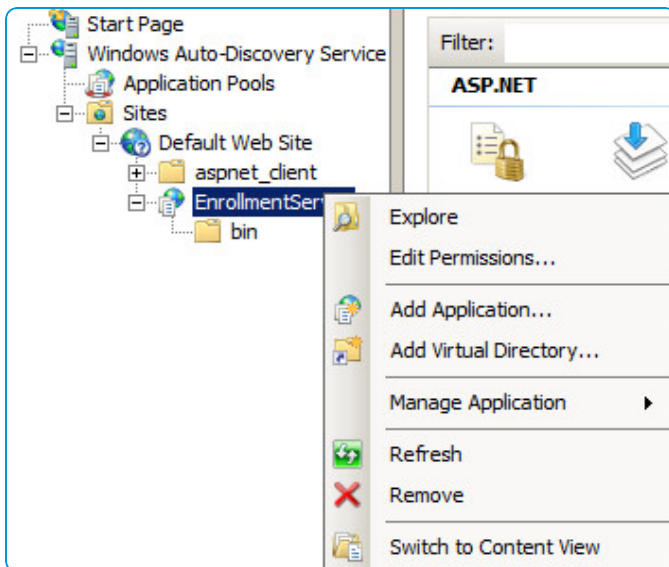 Start Page
Windows Auto-Discovery Service
Application Pools
Sites
Default Web Site
aspnet_client
EnrollmentSer
bin
Filter:
ASP.NET
Explore
Edit Permissions...
Add Application...
Add Virtual Directory...
Manage Application
Refresh
Remove
Switch to Content View